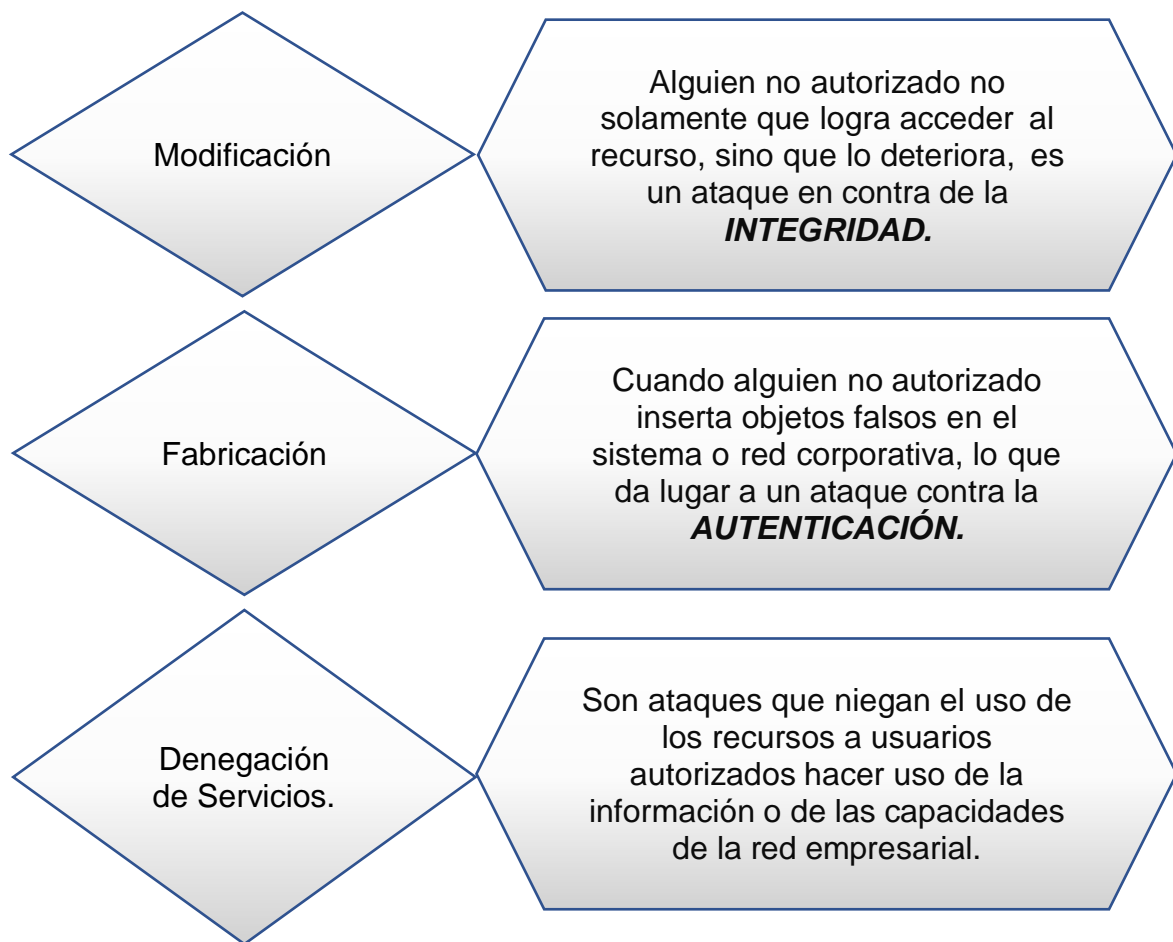 Modificación
Alguien no autorizado no
solamente que logra acceder al
recurso, sino que lo deteriora, es
un ataque en contra de la
INTEGRIDAD.
Fabricación
Cuando alguien no autorizado
inserta objetos falsos en el
sistema o red corporativa, lo que
da lugar a un ataque contra la
AUTENTICACIÓN.
Denegación
de Servicios.
Son ataques que niegan el uso de
los recursos a usuarios
autorizados hacer uso de la
información o de las capacidades
de la red empresarial.